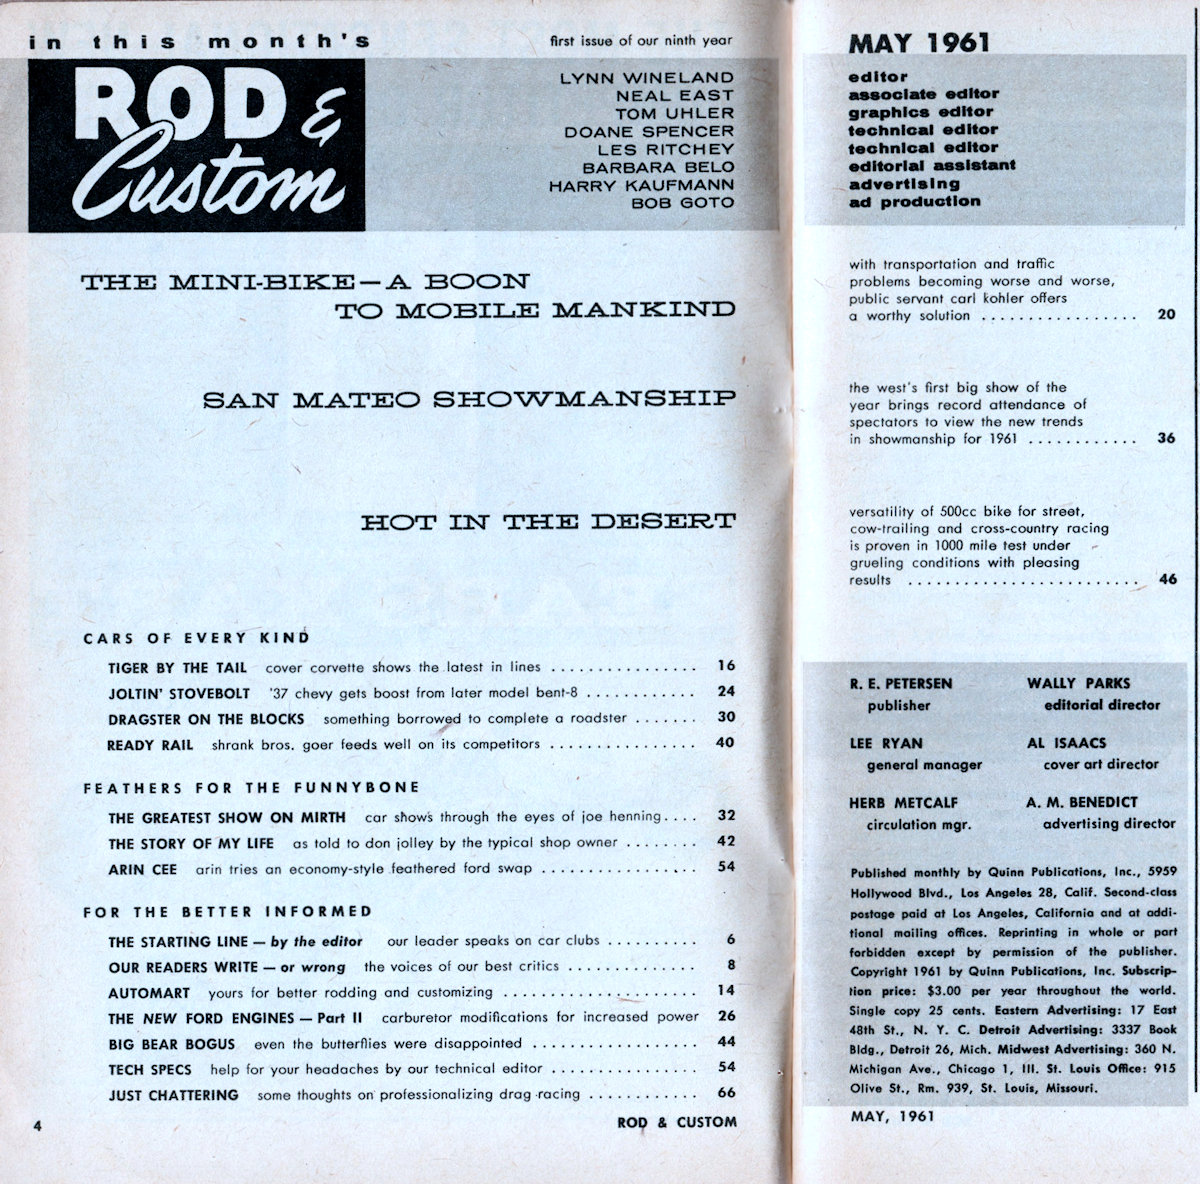 in this month's
first issue of our ninth year
ROD &
Custom
LYNN WINELAND
NEAL EAST
TOM UHLER
DOANE SPENCER
LES RITCHEY
BARBARA BELO
HARRY KAUFMANN
BOB GOTO
THE MINI-BIKE—A BOON
TO MOBILE MANKIND
SAN MATEO SHOWMANSHIP
HOT IN THE DESERT
CARS OF EVERY KIND
TIGER BY THE TAIL cover corvette shows the latest in lines ................ 16
JOLTIN' STOVEBOLT '37 chevy gets boost from later model bent-8 ............ 24
DRAGSTER ON THE BLOCKS something borrowed to complete a roadster ....... 30
READY RAIL shrank bros. goer feeds well on its competitors ................ 40
FEATHERS FOR THE FUNNYBONE
THE GREATEST SHOW ON MIRTH car shows through the eyes of joe henning.... 32
THE STORY OF MY LIFE as told to don jolley by the typical shop owner ........ 42
ARIN CEE arin tries an economy-style feathered ford swap ................. 54
FOR THE BETTER INFORMED
THE STARTING LINE — by the editor our leader speaks on car clubs .......... 6
OUR READERS WRITE — or wrong the voices of our best critics .............. 8
AUTOMART yours for better rodding and customizing ..................... 14
THE NEW FORD ENGINES — Part II carburetor modifications for increased power 26
BIG BEAR BOGUS even the butterflies were disappointed .................. 44
TECH SPECS help for your headaches by our technical editor ................ 54
JUST CHATTERING some thoughts on professionalizing drag racing ............ 66
4
ROD & CUSTOM
MAY 1961
editor
associate editor
graphics editor
technical editor
technical editor
editorial assistant
advertising
ad production
with transportation and traffic
problems becoming worse and worse,
public servant carl kohler offers
a worthy solution ................. 20
the west's first big show of the
year brings record attendance of
spectators to view the new trends
in showmanship for 1961 ............ 36
versatility of 500cc bike for street,
cow-trailing and cross-country racing
is proven in 1000 mile test under
grueling conditions with pleasing
results ......................... 46
R. E. PETERSEN WALLY PARKS
publisher editorial director
LEE RYAN AL ISAACS
general manager cover art director
HERB METCALF A. M. BENEDICT
circulation mgr. advertising director
Published monthly by Quinn Publications, Inc., 5959
Hollywood Blvd., Los Angeles 28, Calif. Second-class
postage paid at Los Angeles, California and at addi-
tional mailing offices. Reprinting in whole or part
forbidden except by permission of the publisher.
Copyright 1961 by Quinn Publications, Inc. Subscrip-
tion price: $3.00 per year throughout the world.
Single copy 25 cents. Eastern Advertising: 17 East
48th St., N. Y. C. Detroit Advertising: 3337 Book
Bldg., Detroit 26, Mich. Midwest Advertising: 360 N.
Michigan Ave., Chicago 1, Ill. St. Louis Office: 915
Olive St., Rm. 939, St. Louis, Missouri.
MAY, 1961